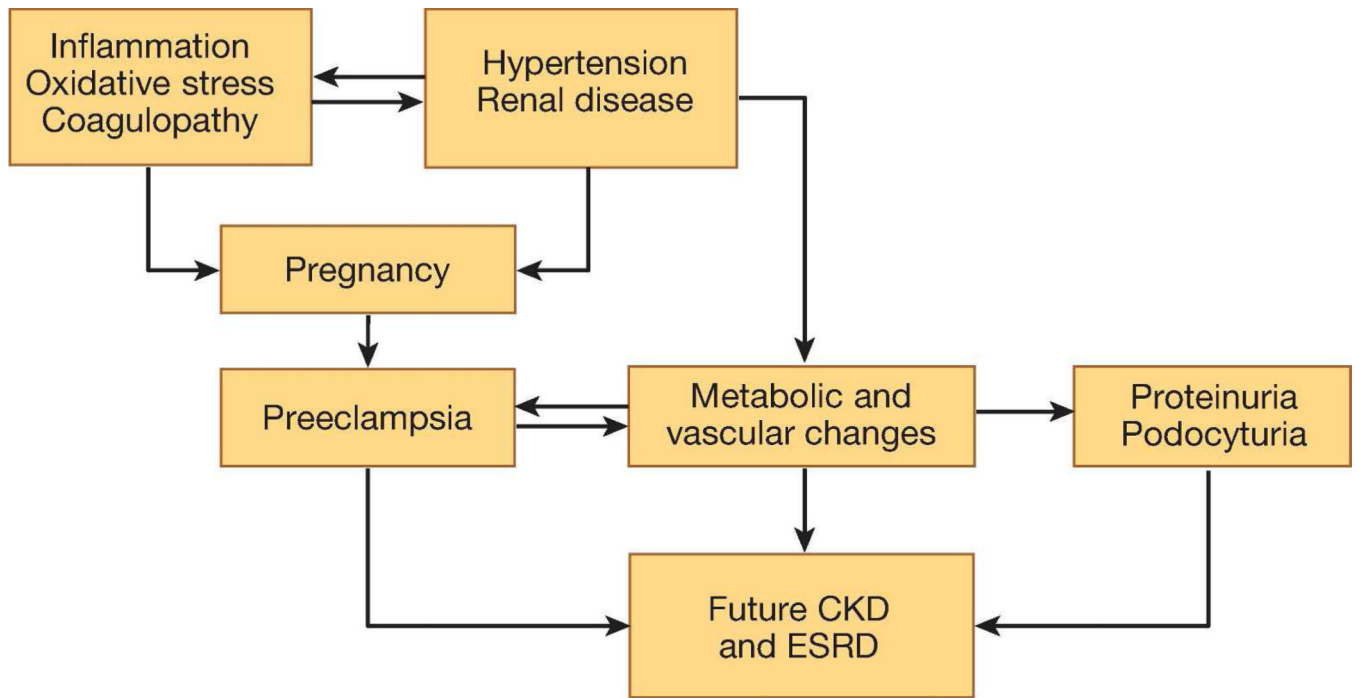 Inflammation
Oxidative stress
Coagulopathy
Hypertension
Renal disease
Pregnancy
Preeclampsia
Metabolic and
vascular changes
Proteinuria
Podocyturia
Future CKD
and ESRD